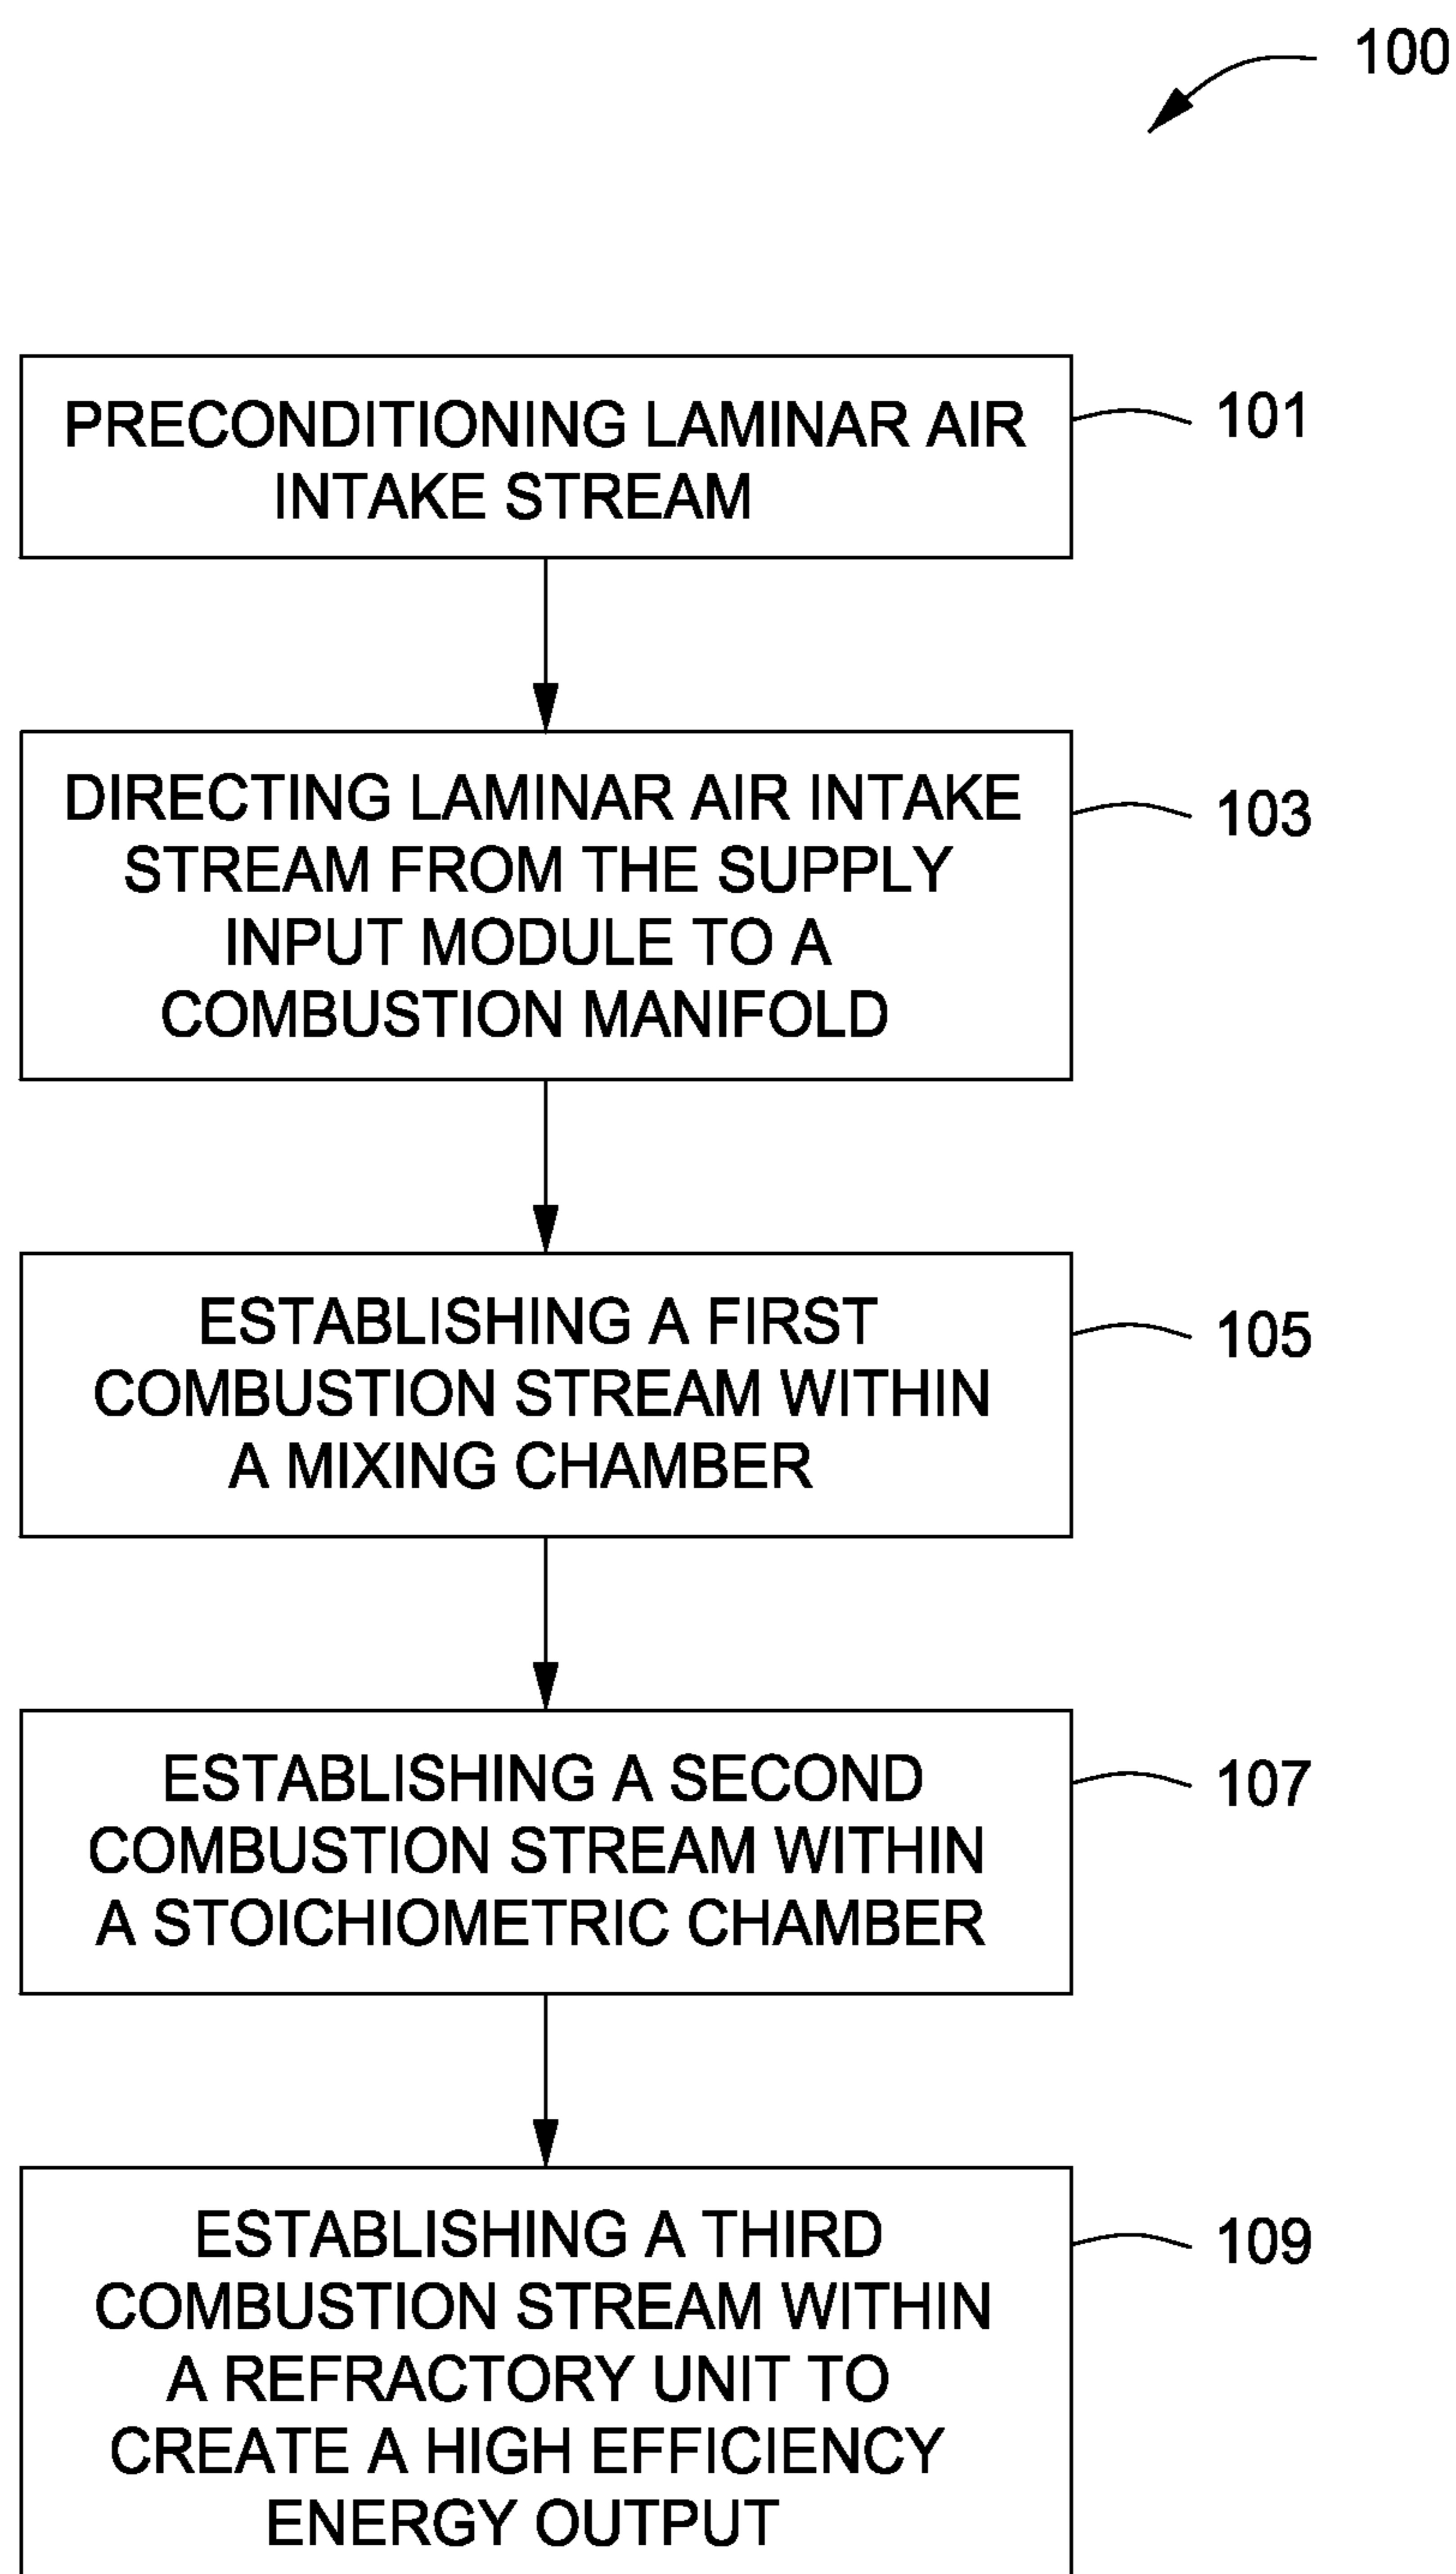 100
PRECONDITIONING LAMINAR AIR
INTAKE STREAM
101
DIRECTING LAMINAR AIR INTAKE
STREAM FROM THE SUPPLY
INPUT MODULE TO A
COMBUSTION MANIFOLD
103
ESTABLISHING A FIRST
COMBUSTION STREAM WITHIN
A MIXING CHAMBER
105
ESTABLISHING A SECOND
COMBUSTION STREAM WITHIN
A STOICHIOMETRIC CHAMBER
107
ESTABLISHING A THIRD
COMBUSTION STREAM WITHIN
A REFRACTORY UNIT TO
CREATE A HIGH EFFICIENCY
ENERGY OUTPUT
109